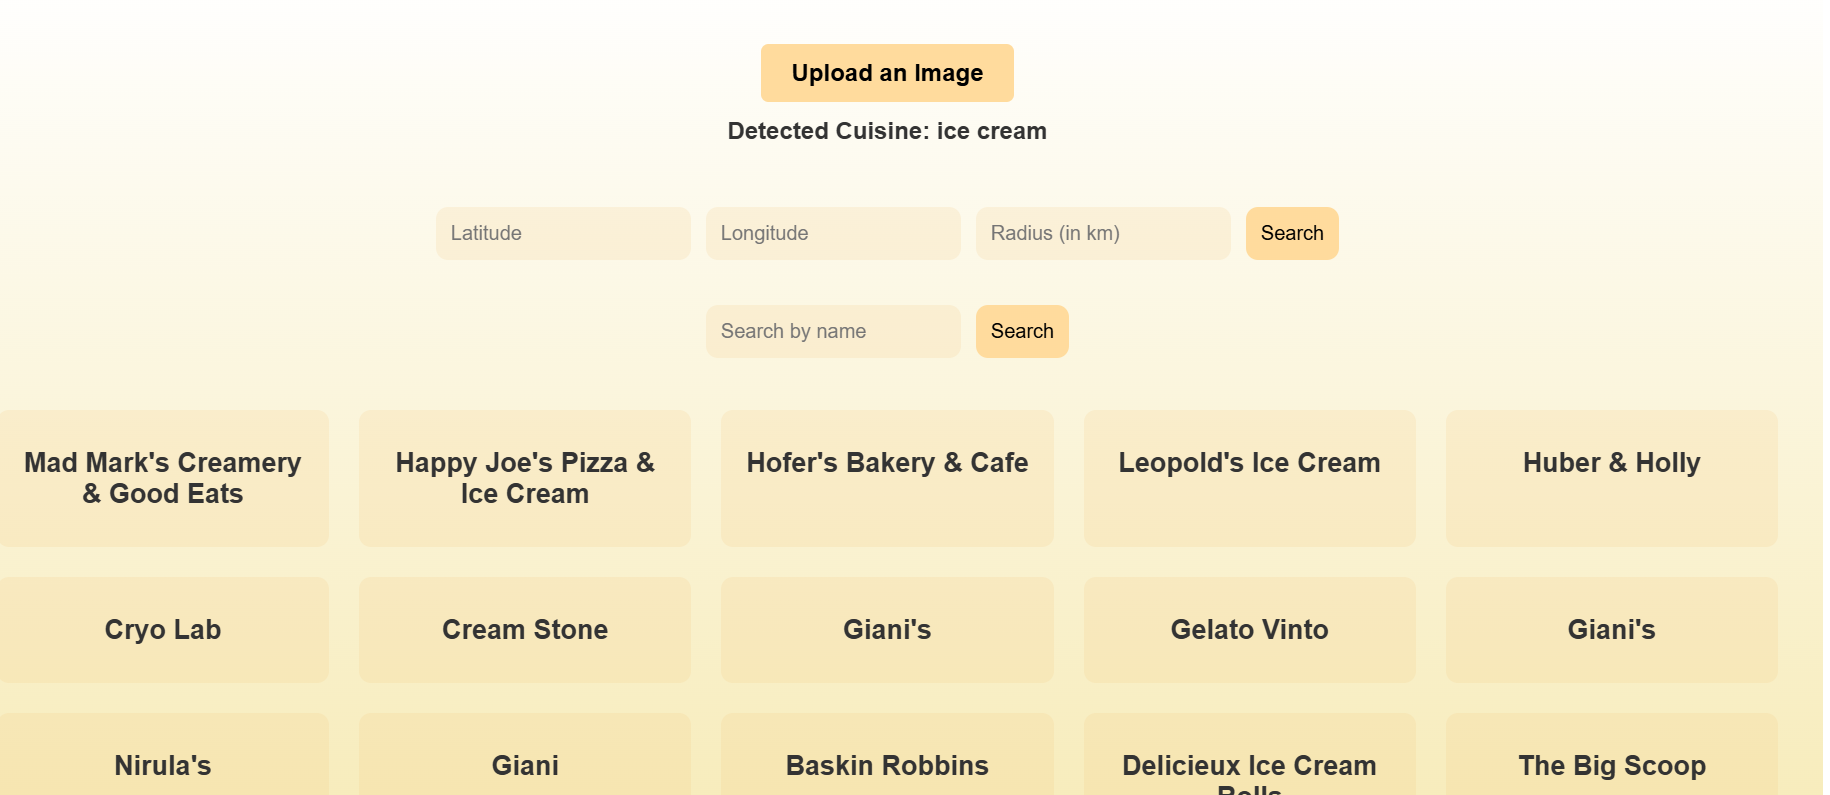 Upload an Image
Detected Cuisine: ice cream
Latitude
Longitude
Radius (in km)
Search
Search by name
Search
Mad Mark's Creamery
& Good Eats
Happy Joe's Pizza &
Ice Cream
Hofer's Bakery & Cafe
Leopold's Ice Cream
Huber & Holly
Cryo Lab
Cream Stone
Giani's
Gelato Vinto
Giani's
Nirula's
Giani
Baskin Robbins
Delicieux Ice Cream
Rolls
The Big Scoop